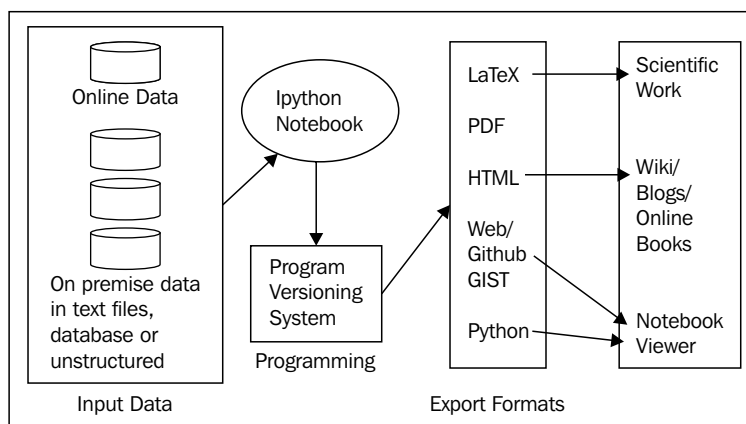 Online Data
On premise data
in text files,
database or
unstructured
Input Data
Ipython
Notebook
Program
Versioning
System
Programming
LaTeX
PDF
HTML
Web/
Github
GIST
Python
Export Formats
Scientific
Work
Wiki/
Blogs/
Online
Books
Notebook
Viewer